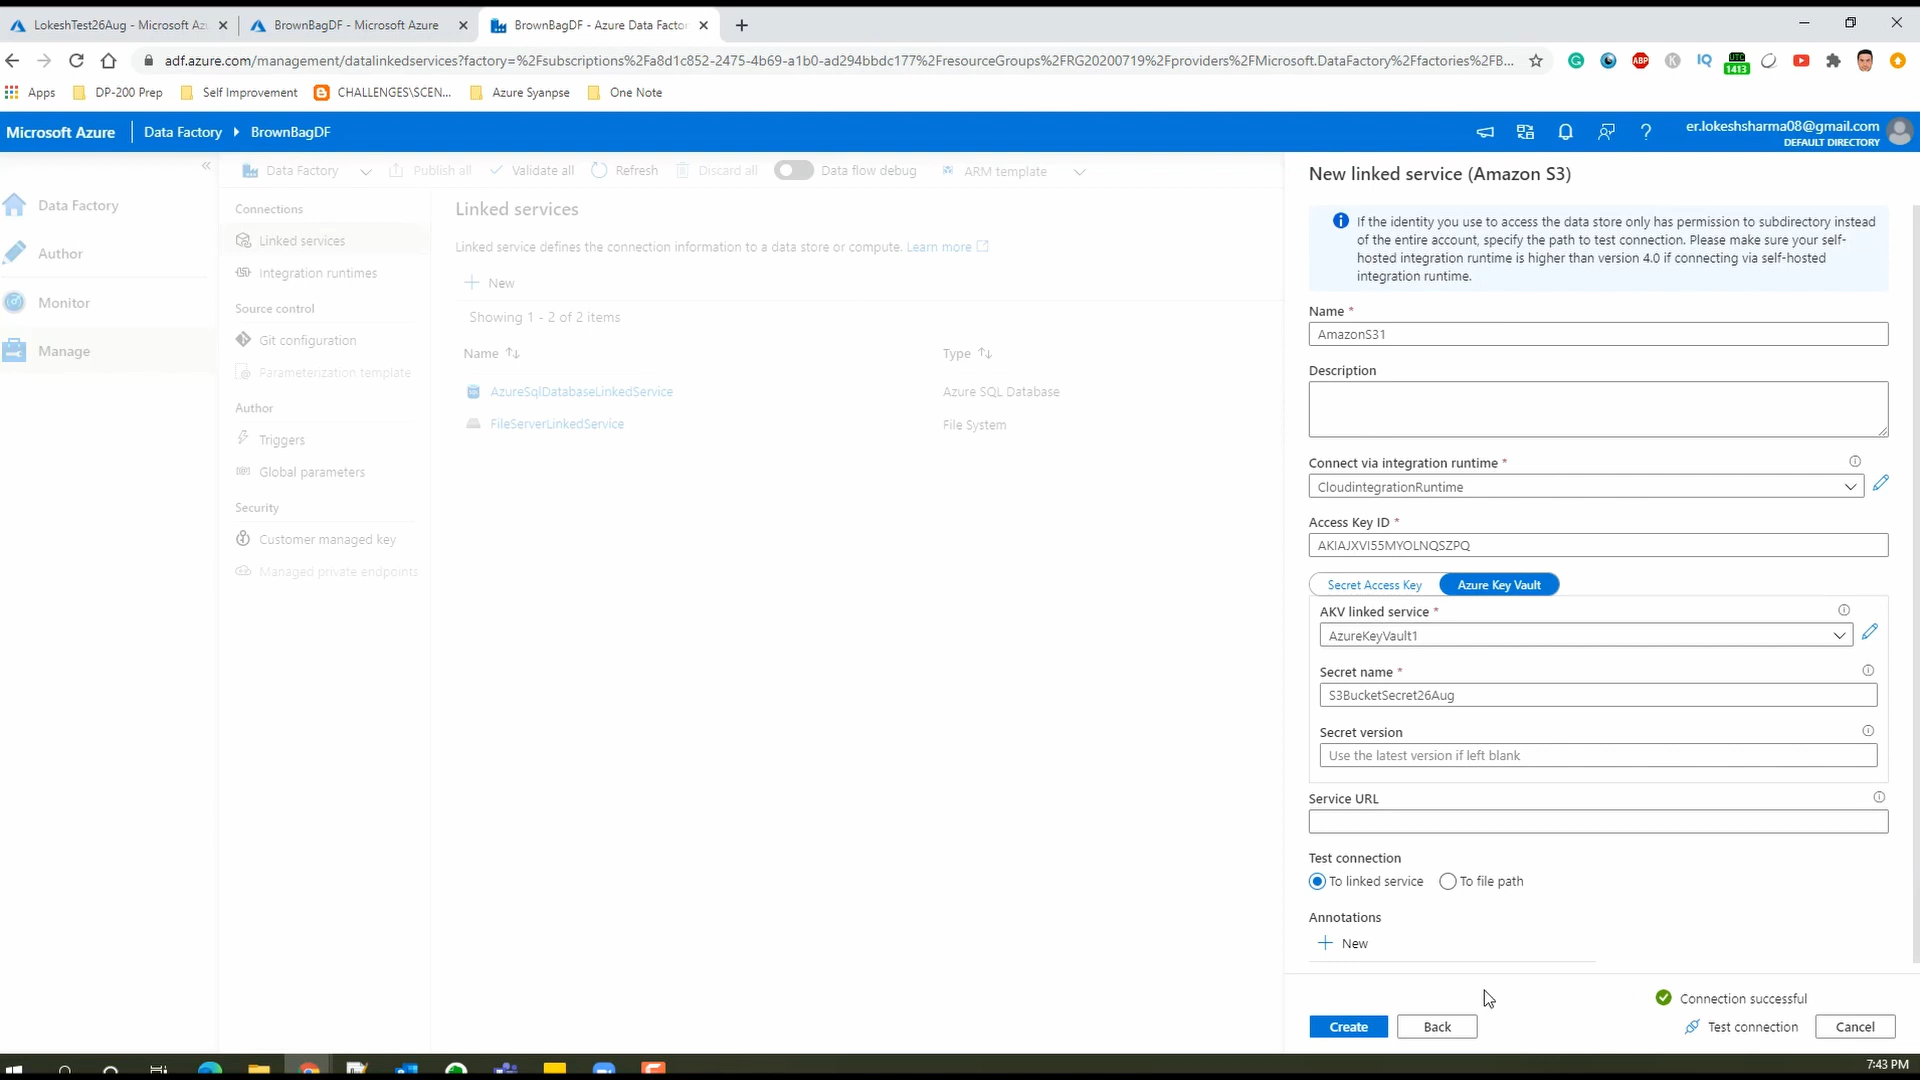 LokeshTest26Aug - Microsoft Az
BrownBagDF - Microsoft Azure
BrownBagDF - Azure Data Factor
adf.azure.com/management/datalinkedservices?factory=%2Fsubscriptions%2Fa8d1c852-2475-4b69-a1b0-ad294bbdc177%2FresourceGroups%2FRG20200719%2Fproviders%2FMicrosoft.DataFactory%2Ffactories%2FB...
ABP
K
IQ
UTC
1413
Apps
DP-200 Prep
Self Improvement
CHALLENGES\SCEN...
Azure Syanpse
One Note
Microsoft Azure
Data Factory
BrownBagDF
er.lokeshsharma08@gmail.com
DEFAULT DIRECTORY
Data Factory
Author
Monitor
Manage
Data Factory
Publish all
Validate all
Refresh
Discard all
Data flow debug
ARM template
Connections
Linked services
Integration runtimes
Source control
Git configuration
Parameterization template
Author
Triggers
Global parameters
Security
Customer managed key
Managed private endpoints
Linked services
Linked service defines the connection information to a data store or compute. Learn more
New
Showing 1 - 2 of 2 items
Name
Type
AzureSqlDatabaseLinkedService
Azure SQL Database
FileServerLinkedService
File System
New linked service (Amazon S3)
If the identity you use to access the data store only has permission to subdirectory instead
of the entire account, specify the path to test connection. Please make sure your self-
hosted integration runtime is higher than version 4.0 if connecting via self-hosted
integration runtime.
Name *
AmazonS31
Description
Connect via integration runtime *
CloudintegrationRuntime
Access Key ID *
AKIAJXVI55MYOLNQSZPQ
Secret Access Key
Azure Key Vault
AKV linked service *
AzureKeyVault1
Secret name *
S3BucketSecret26Aug
Secret version
Use the latest version if left blank
Service URL
Test connection
To linked service
To file path
Annotations
New
Connection successful
Create
Back
Test connection
Cancel
7:43 PM